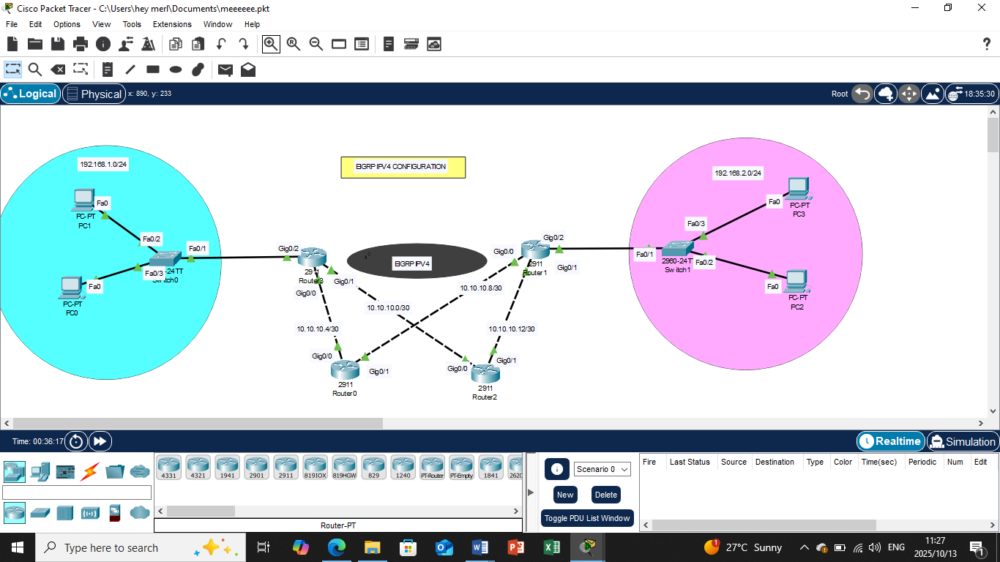 Cisco Packet Tracer - C:\Users\hey merl\Documents\meeeeee.pkt
File Edit Options View Tools Extensions Window Help
Logical Physical x: 890, y: 233 Root 18:35:30
192.168.1.0/24
EIGRP IPV4 CONFIGURATION
192.168.2.0/24
Fa0
PC-PT
PC1
Fa0/2
Fa0/1
Fa0/3
-24TT
Switch0
Fa0
PC-PT
PC0
Gig0/2
2911
Router3
Gig0/1
Gig0/0
EIGRP IPV4
Gig0/2
Gig0/0
2911
Router1
Gig0/1
10.10.10.8/30
10.10.10.0/30
10.10.10.4/30
10.10.10.12/30
Gig0/0
Gig0/1
2911
Router0
Gig0/0
Gig0/1
2911
Router2
Fa0
PC-PT
PC3
Fa0/3
Fa0/1
2960-24TT
Switch1
Fa0/2
Fa0
PC-PT
PC2
Time: 00:36:17 Realtime Simulation
4331 4321 1941 2901 2911 819IOX 819HGW 829 1240 PT-Router PT-Empty 1841 2620
Router-PT
Scenario 0
New Delete
Toggle PDU List Window
Fire Last Status Source Destination Type Color Time(sec) Periodic Num Edit
Type here to search
27°C Sunny ENG 11:27
2025/10/13
1